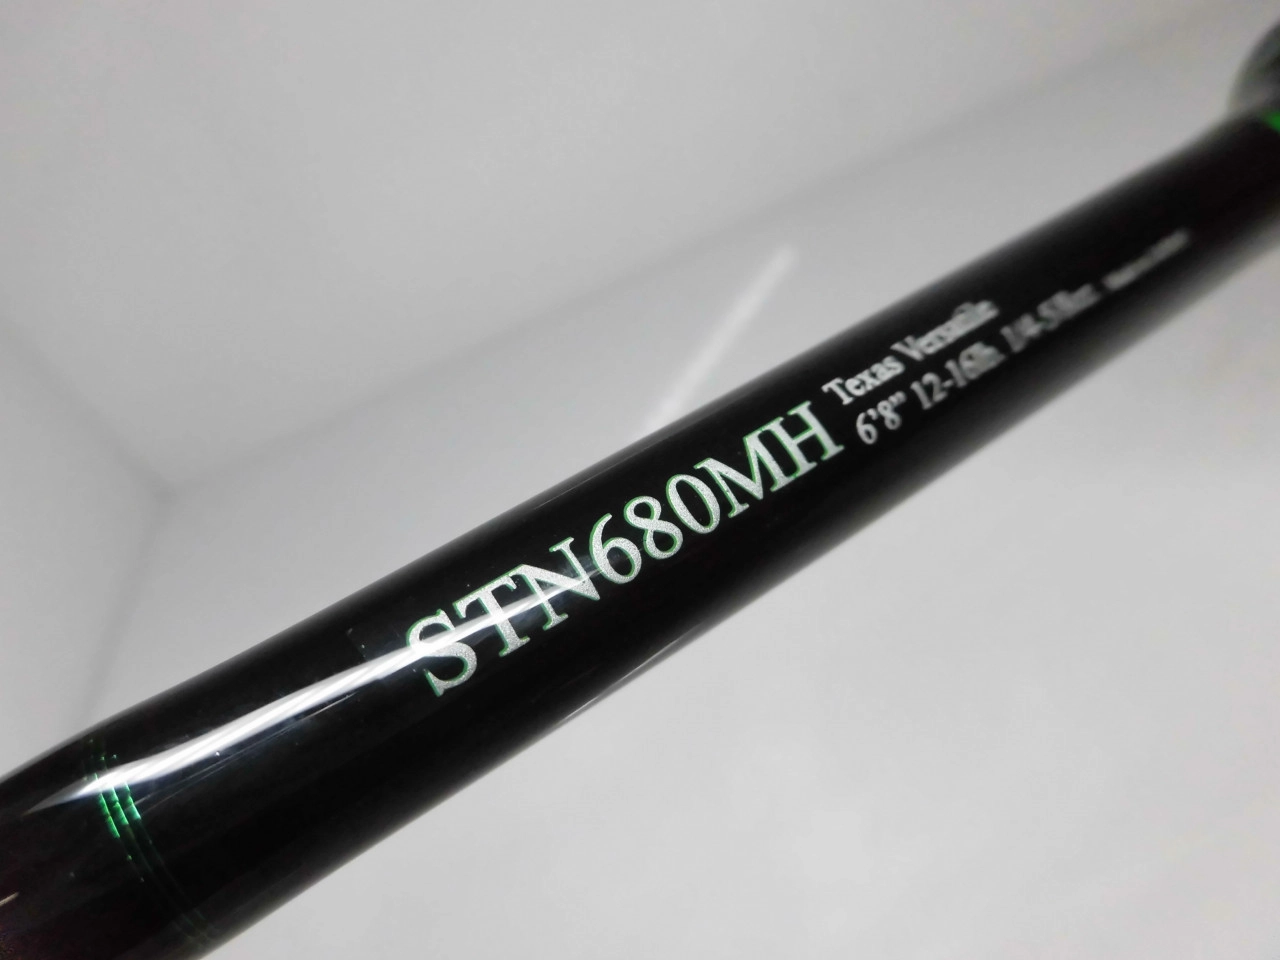 STN680MH
Texas Versatile
6'8" 12-16lb. 1/4-5/8oz